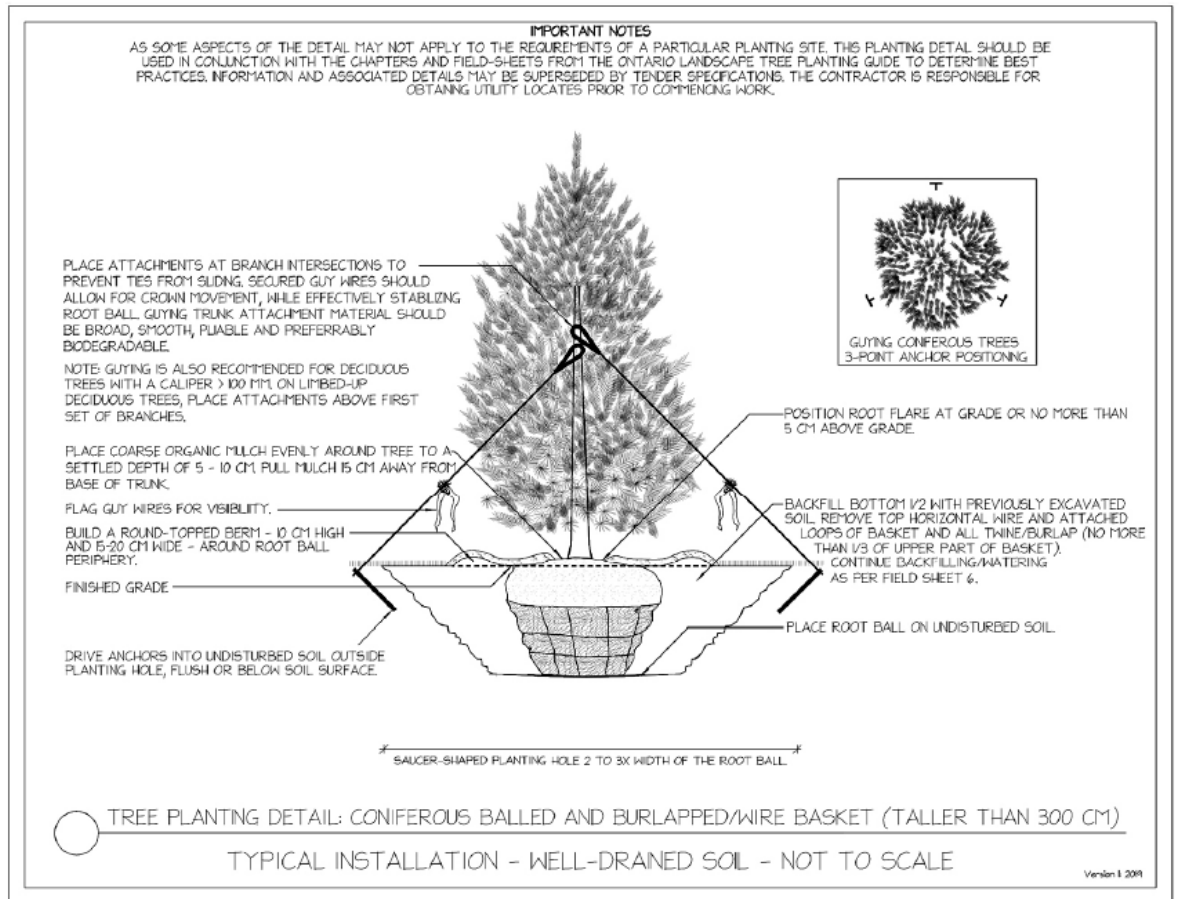 IMPORTANT NOTES
AS SOME ASPECTS OF THE DETAIL MAY NOT APPLY TO THE REQUIREMENTS OF A PARTICULAR PLANTING SITE, THIS PLANTING DETAIL SHOULD BE
USED IN CONJUNCTION WITH THE CHAPTERS AND FIELD-SHEETS FROM THE ONTARIO LANDSCAPE TREE PLANTING GUIDE TO DETERMINE BEST
PRACTICES. INFORMATION AND ASSOCIATED DETAILS MAY BE SUPERSEDED BY TENDER SPECIFICATIONS. THE CONTRACTOR IS RESPONSIBLE FOR
OBTAINING UTILITY LOCATES PRIOR TO COMMENCING WORK.
PLACE ATTACHMENTS AT BRANCH INTERSECTIONS TO
PREVENT TIES FROM SLIDING. SECURED GUY WIRES SHOULD
ALLOW FOR CROWN MOVEMENT, WHILE EFFECTIVELY STABILIZING
ROOT BALL. GUYING TRUNK ATTACHMENT MATERIAL SHOULD
BE BROAD, SMOOTH, PLIABLE AND PREFERRABLY
BIODEGRADABLE.
NOTE: GUYING IS ALSO RECOMMENDED FOR DECIDUOUS
TREES WITH A CALIPER > 100 MM. ON LIMBED-UP
DECIDUOUS TREES, PLACE ATTACHMENTS ABOVE FIRST
SET OF BRANCHES.
PLACE COARSE ORGANIC MULCH EVENLY AROUND TREE TO A
SETTLED DEPTH OF 5 - 10 CM. PULL MULCH 15 CM AWAY FROM
BASE OF TRUNK.
FLAG GUY WIRES FOR VISIBILITY.
BUILD A ROUND-TOPPED BERM - 10 CM HIGH
AND 15-20 CM WIDE - AROUND ROOT BALL
PERIPHERY.
FINISHED GRADE
DRIVE ANCHORS INTO UNDISTURBED SOIL OUTSIDE
PLANTING HOLE, FLUSH OR BELOW SOIL SURFACE.
GUYING CONIFEROUS TREES
3-POINT ANCHOR POSITIONING
POSITION ROOT FLARE AT GRADE OR NO MORE THAN
5 CM ABOVE GRADE.
BACKFILL BOTTOM 1/2 WITH PREVIOUSLY EXCAVATED
SOIL. REMOVE TOP HORIZONTAL WIRE AND ATTACHED
LOOPS OF BASKET AND ALL TWINE/BURLAP (NO MORE
THAN 1/3 OF UPPER PART OF BASKET).
CONTINUE BACKFILLING/WATERING
AS PER FIELD SHEET 6.
PLACE ROOT BALL ON UNDISTURBED SOIL.
SAUCER-SHAPED PLANTING HOLE 2 TO 3X WIDTH OF THE ROOT BALL.
TREE PLANTING DETAIL: CONIFEROUS BALLED AND BURLAPPED/WIRE BASKET (TALLER THAN 300 CM)
TYPICAL INSTALLATION - WELL-DRAINED SOIL - NOT TO SCALE
Version 1: 2019